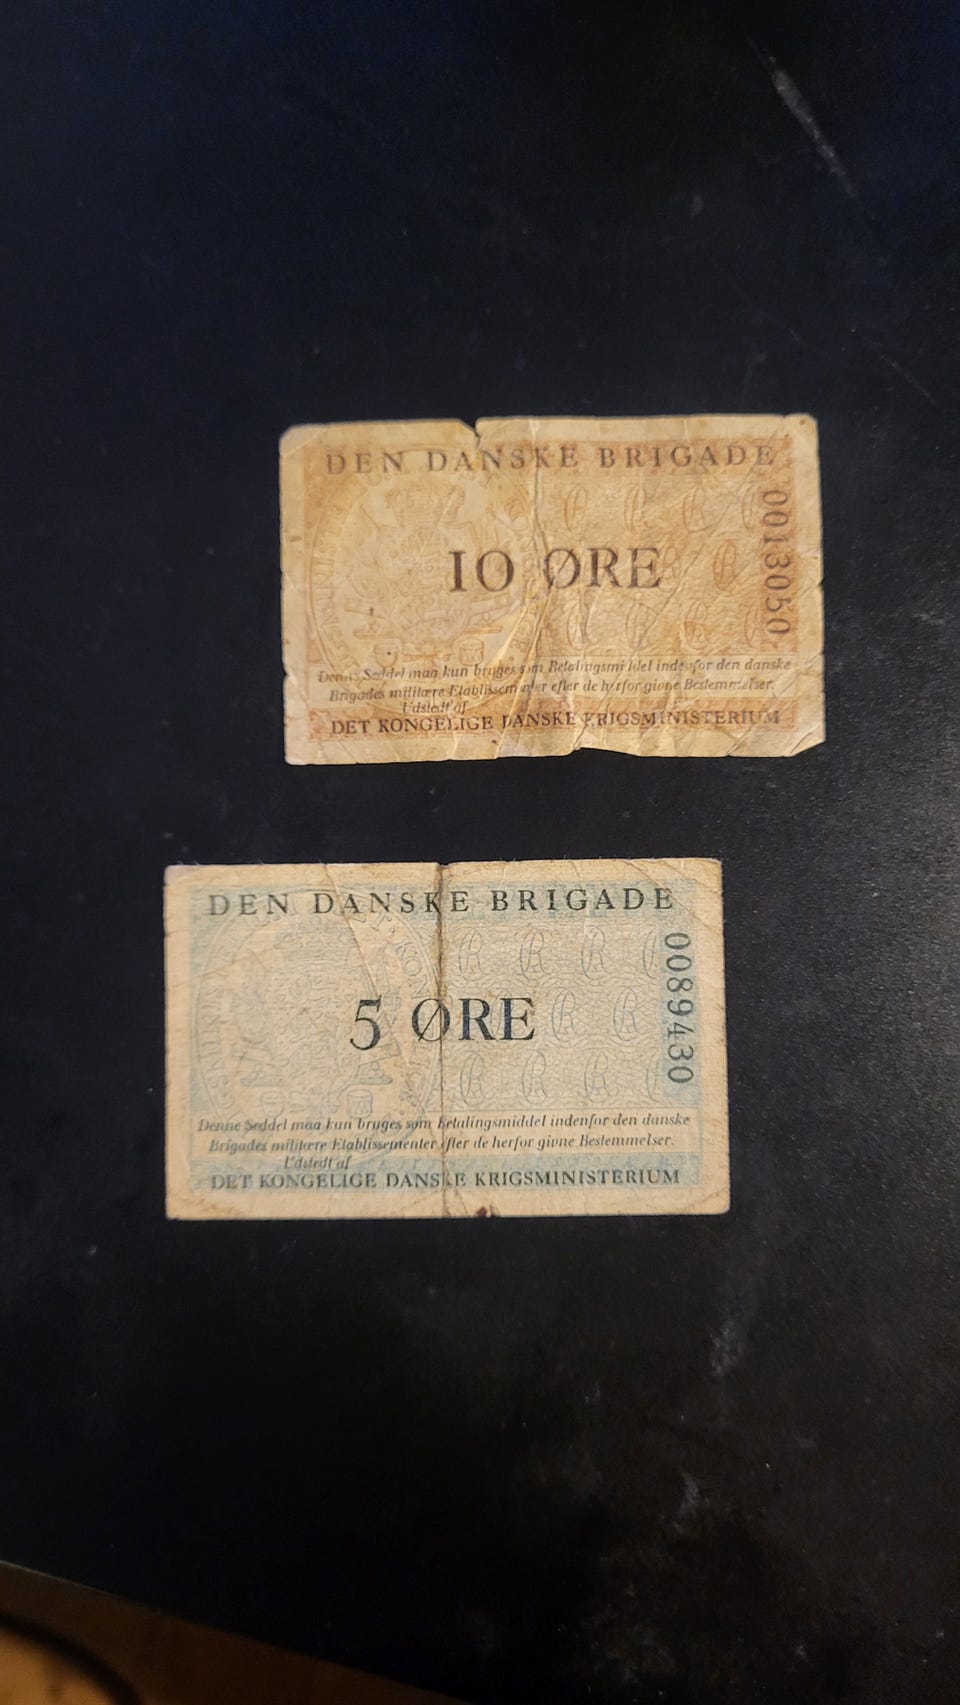 DEN DANSKE BRIGADE
0013050
10 ØRE
Denne Seddel maa kun bruges som Betalingsmiddel indenfor den danske
Brigades militære Etablissementer efter de herfor givne Bestemmelser.
Udstedt af
DET KONGELIGE DANSKE KRIGSMINISTERIUM
DEN DANSKE BRIGADE
0089430
5 ØRE
Denne Seddel maa kun bruges som Betalingsmiddel indenfor den danske
Brigades militære Etablissementer efter de herfor givne Bestemmelser.
Udstedt af
DET KONGELIGE DANSKE KRIGSMINISTERIUM